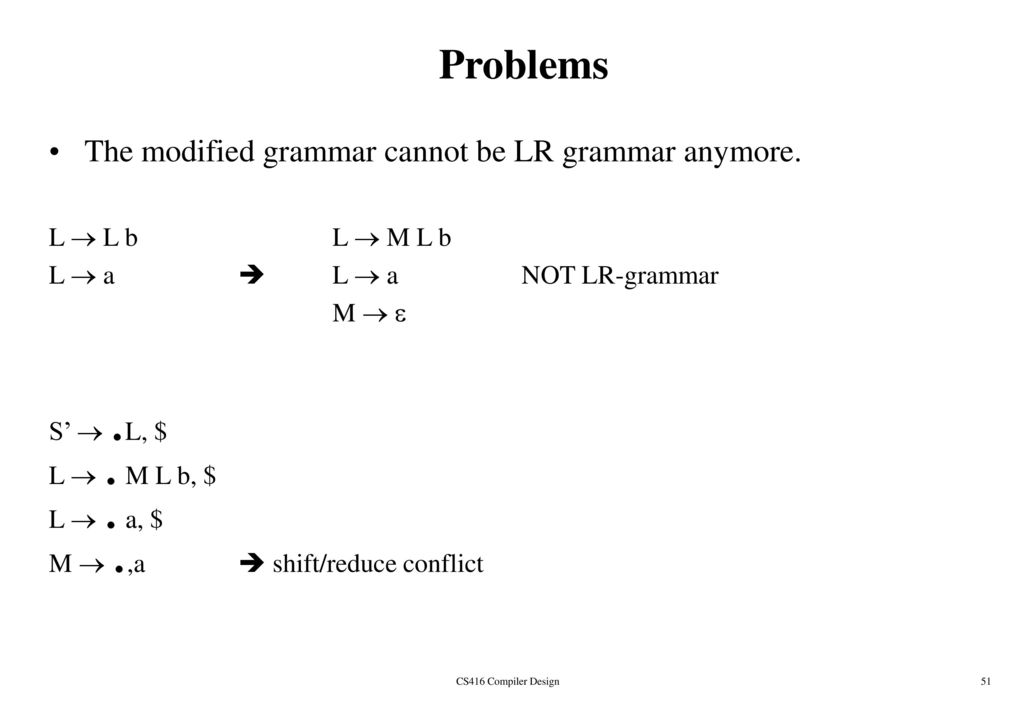 Problems
• The modified grammar cannot be LR grammar anymore.
L → L b L → M L b
L → a ➔ L → a NOT LR-grammar
M → ε
S’ → .L, $
L → . M L b, $
L → . a, $
M → .,a ➔ shift/reduce conflict
CS416 Compiler Design 51